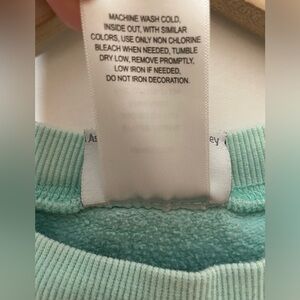 MACHINE WASH COLD,
INSIDE OUT, WITH SIMILAR
COLORS, USE ONLY NON CHLORINE
BLEACH WHEN NEEDED, TUMBLE
DRY LOW, REMOVE PROMPTLY,
LOW IRON IF NEEDED,
DO NOT IRON DECORATION.